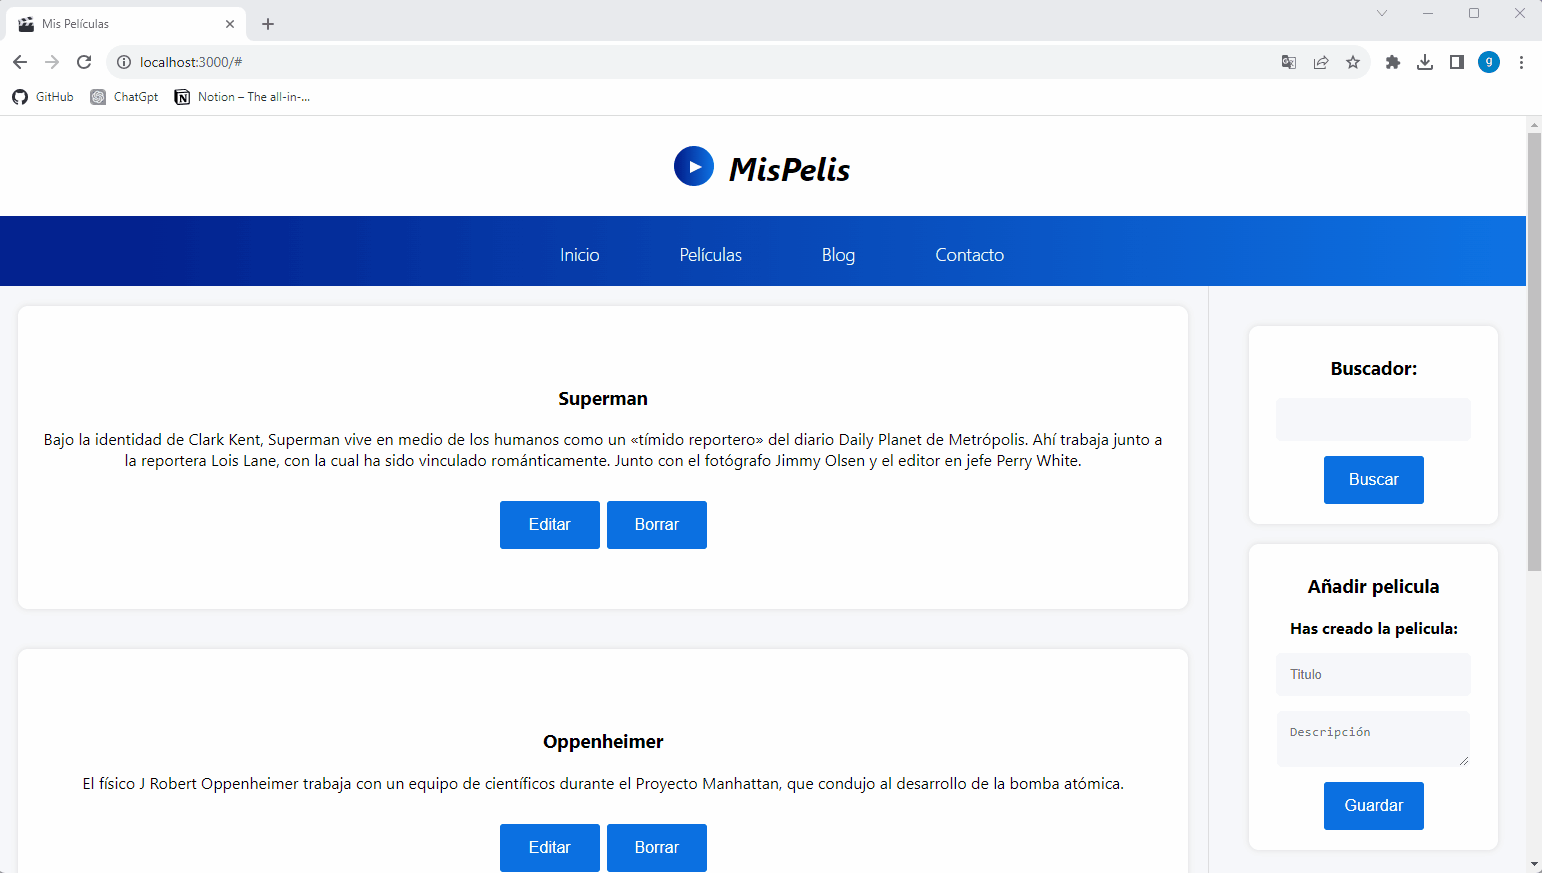 Mis Películas
localhost:3000/#
g
GitHub
ChatGpt
Notion – The all-in-...
MisPelis
Inicio
Películas
Blog
Contacto
Superman
Bajo la identidad de Clark Kent, Superman vive en medio de los humanos como un «tímido reportero» del diario Daily Planet de Metrópolis. Ahí trabaja junto a
la reportera Lois Lane, con la cual ha sido vinculado románticamente. Junto con el fotógrafo Jimmy Olsen y el editor en jefe Perry White.
Editar
Borrar
Oppenheimer
El físico J Robert Oppenheimer trabaja con un equipo de científicos durante el Proyecto Manhattan, que condujo al desarrollo de la bomba atómica.
Editar
Borrar
Buscador:
Buscar
Añadir pelicula
Has creado la pelicula:
Titulo
Descripción
Guardar